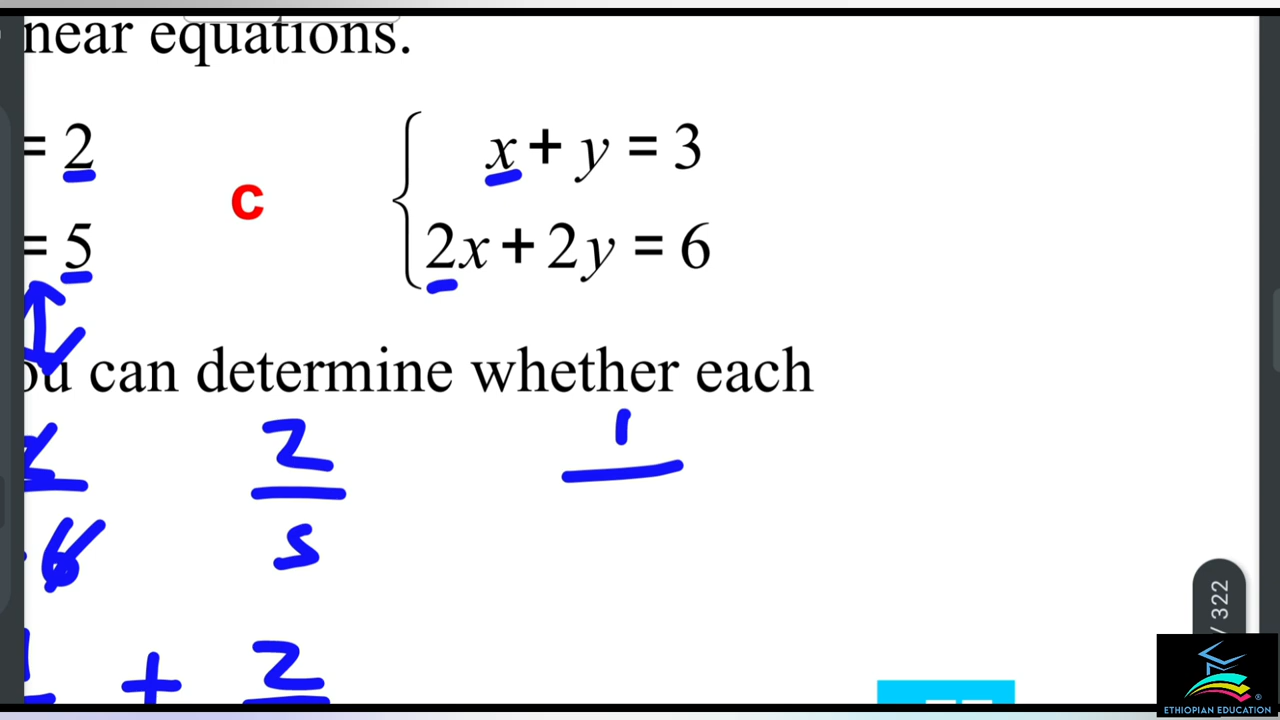 near equations.
= 2
= 5
c
x + y = 3
2x + 2y = 6
ou can determine whether each
2
5
1
6
+ 2
/ 322
ETHIOPIAN EDUCATION